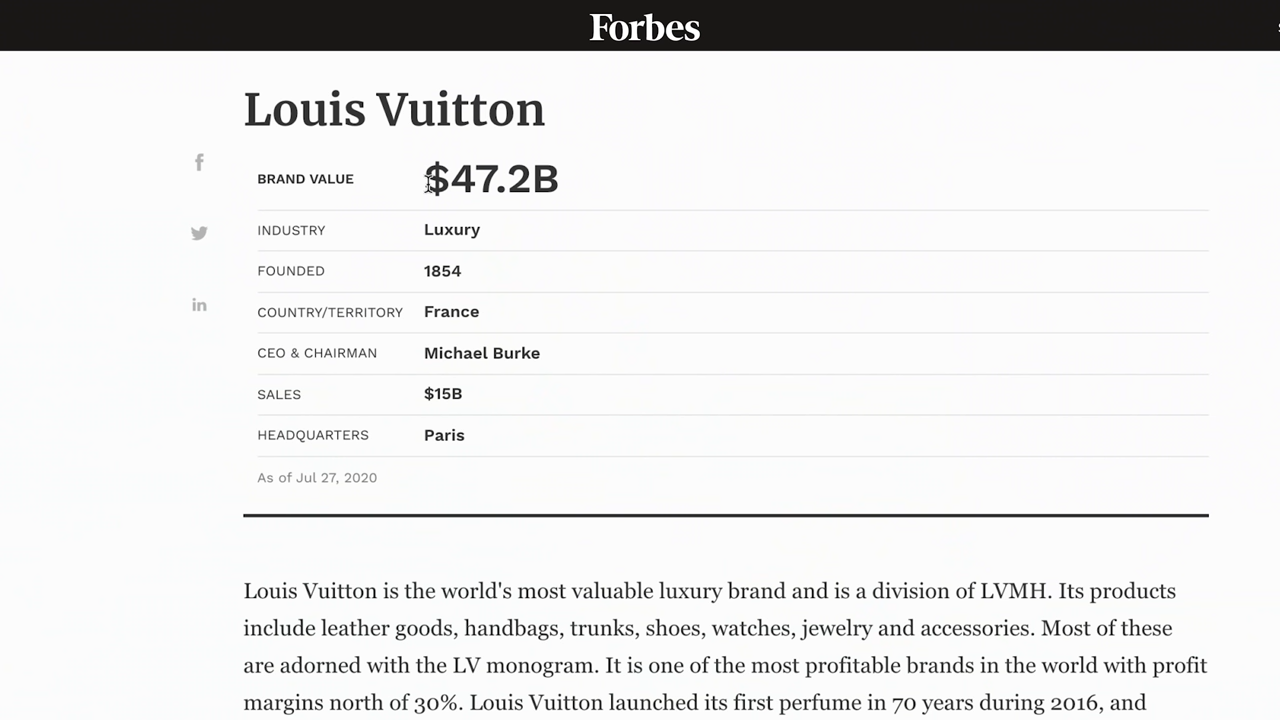 Forbes
Louis Vuitton
BRAND VALUE $47.2B
INDUSTRY Luxury
FOUNDED 1854
COUNTRY/TERRITORY France
CEO & CHAIRMAN Michael Burke
SALES $15B
HEADQUARTERS Paris
As of Jul 27, 2020
Louis Vuitton is the world's most valuable luxury brand and is a division of LVMH. Its products
include leather goods, handbags, trunks, shoes, watches, jewelry and accessories. Most of these
are adorned with the LV monogram. It is one of the most profitable brands in the world with profit
margins north of 30%. Louis Vuitton launched its first perfume in 70 years during 2016, and